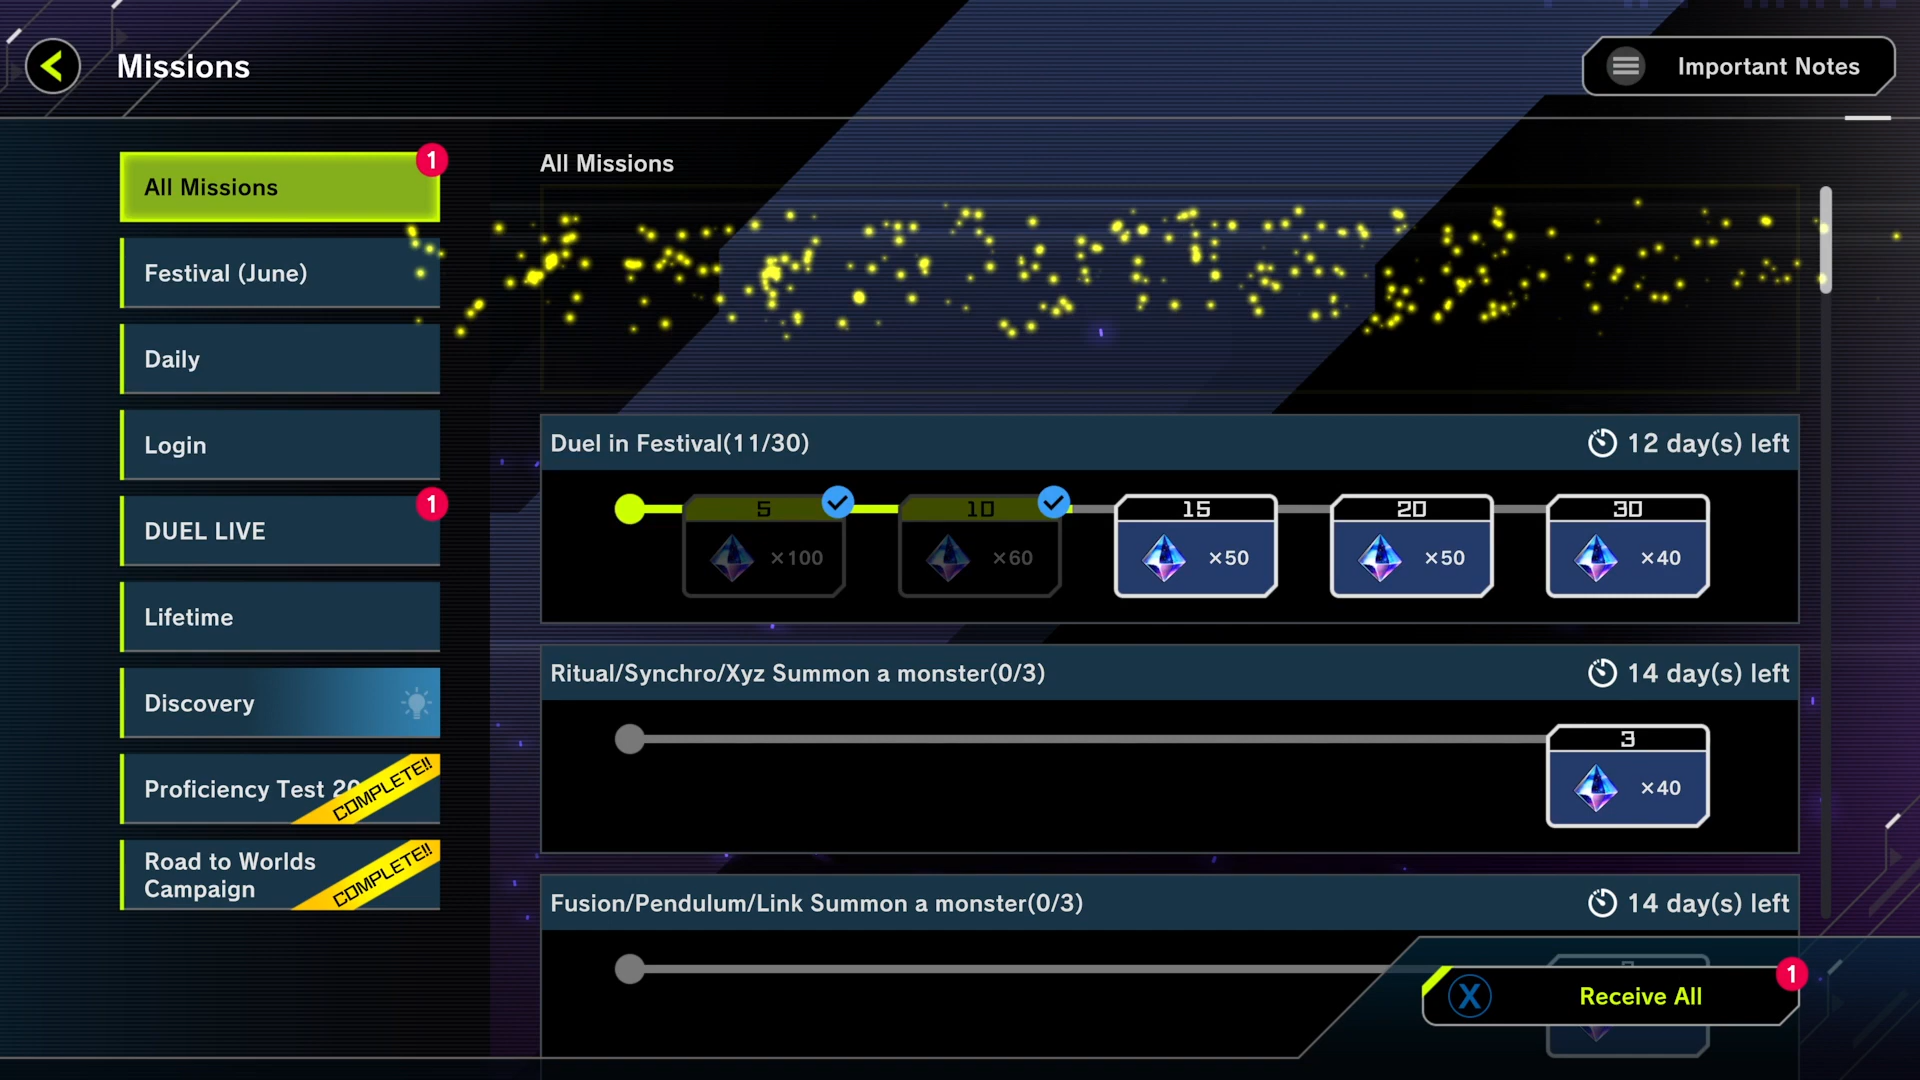 Missions
Important Notes
All Missions
1
Festival (June)
Daily
Login
DUEL LIVE
1
Lifetime
Discovery
Proficiency Test 20
COMPLETE!!
Road to Worlds
Campaign
COMPLETE!!
All Missions
Duel in Festival(11/30)
12 day(s) left
5
10
15
20
30
×100
×60
×50
×50
×40
Ritual/Synchro/Xyz Summon a monster(0/3)
14 day(s) left
3
×40
Fusion/Pendulum/Link Summon a monster(0/3)
14 day(s) left
X
Receive All
1